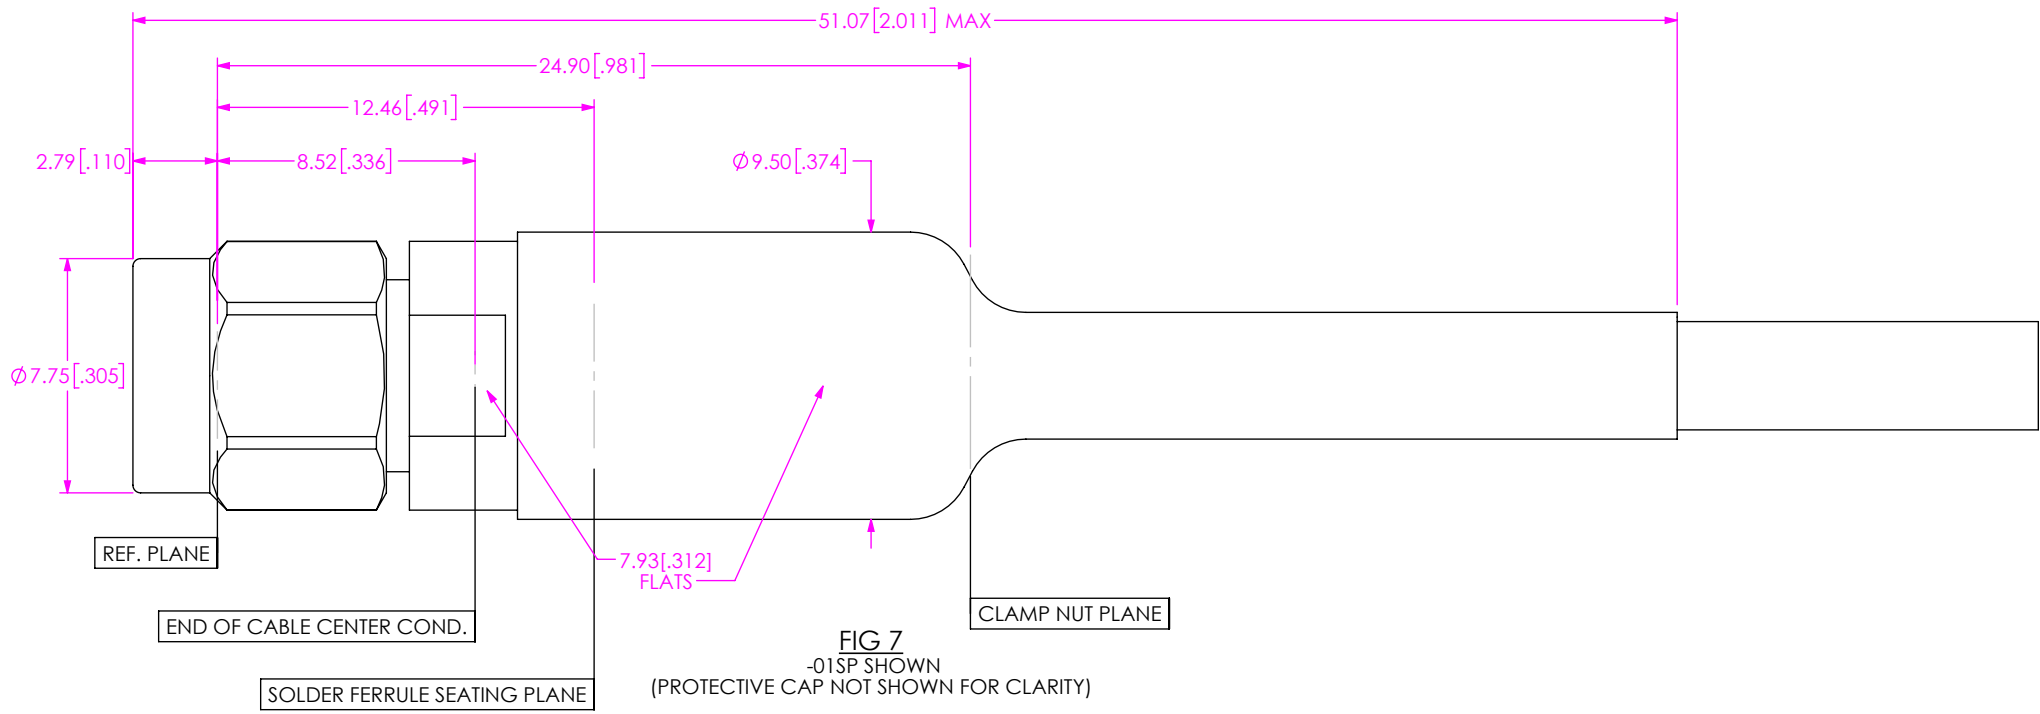 51.07[2.011] MAX
24.90[.981]
12.46[.491]
2.79[.110]
8.52[.336]
Ø9.50[.374]
Ø7.75[.305]
REF. PLANE
7.93[.312]
FLATS
END OF CABLE CENTER COND.
CLAMP NUT PLANE
FIG 7
-01SP SHOWN
(PROTECTIVE CAP NOT SHOWN FOR CLARITY)
SOLDER FERRULE SEATING PLANE